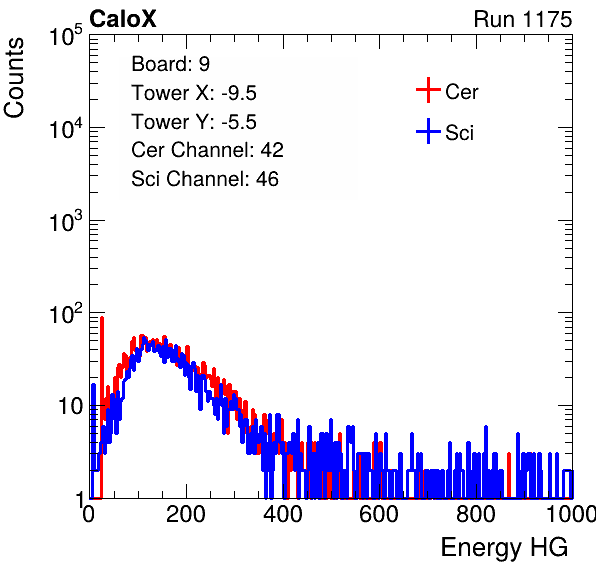 CaloX Run 1175
Counts
10^5
10^4
10^3
10^2
10
1
Board: 9
Tower X: -9.5
Tower Y: -5.5
Cer Channel: 42
Sci Channel: 46
Cer
Sci
0 200 400 600 800 1000
Energy HG